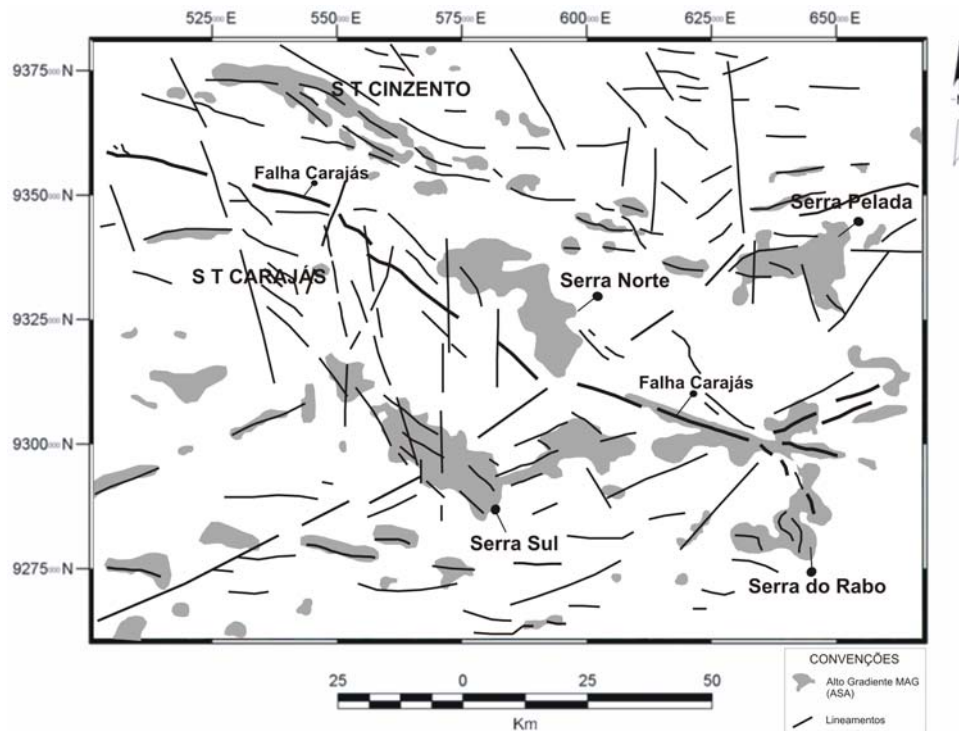 525000 E 550000 E 575000 E 600000 E 625000 E 650000 E
9375000 N
S T CINZENTO
Falha Carajás
9350000 N
Serra Pelada
S T CARAJÁS
Serra Norte
9325000 N
Falha Carajás
9300000 N
Serra Sul
9275000 N
Serra do Rabo
CONVENÇÕES
Alto Gradiente MAG
(ASA)
Lineamentos
25 0 25 50
Km